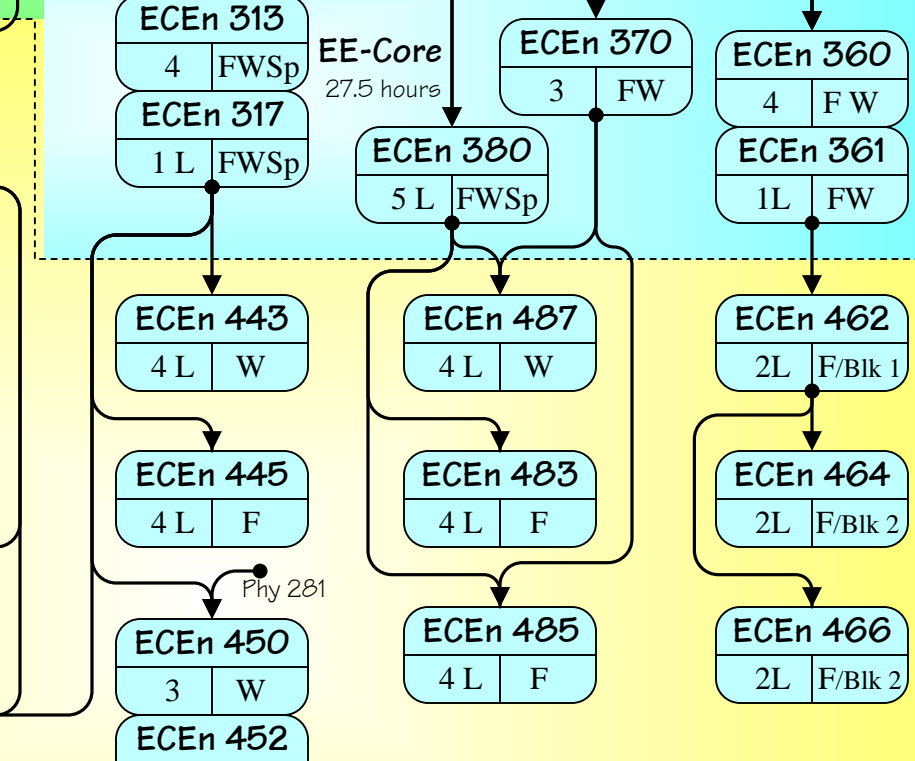 ECEn 313
4 FWSp
ECEn 317
1 L FWSp
EE-Core
27.5 hours
ECEn 370
3 FW
ECEn 360
4 F W
ECEn 361
1L FW
ECEn 380
5 L FWSp
ECEn 443
4 L W
ECEn 487
4 L W
ECEn 462
2L F/Blk 1
ECEn 445
4 L F
ECEn 483
4 L F
ECEn 464
2L F/Blk 2
Phy 281
ECEn 450
3 W
ECEn 452
ECEn 485
4 L F
ECEn 466
2L F/Blk 2